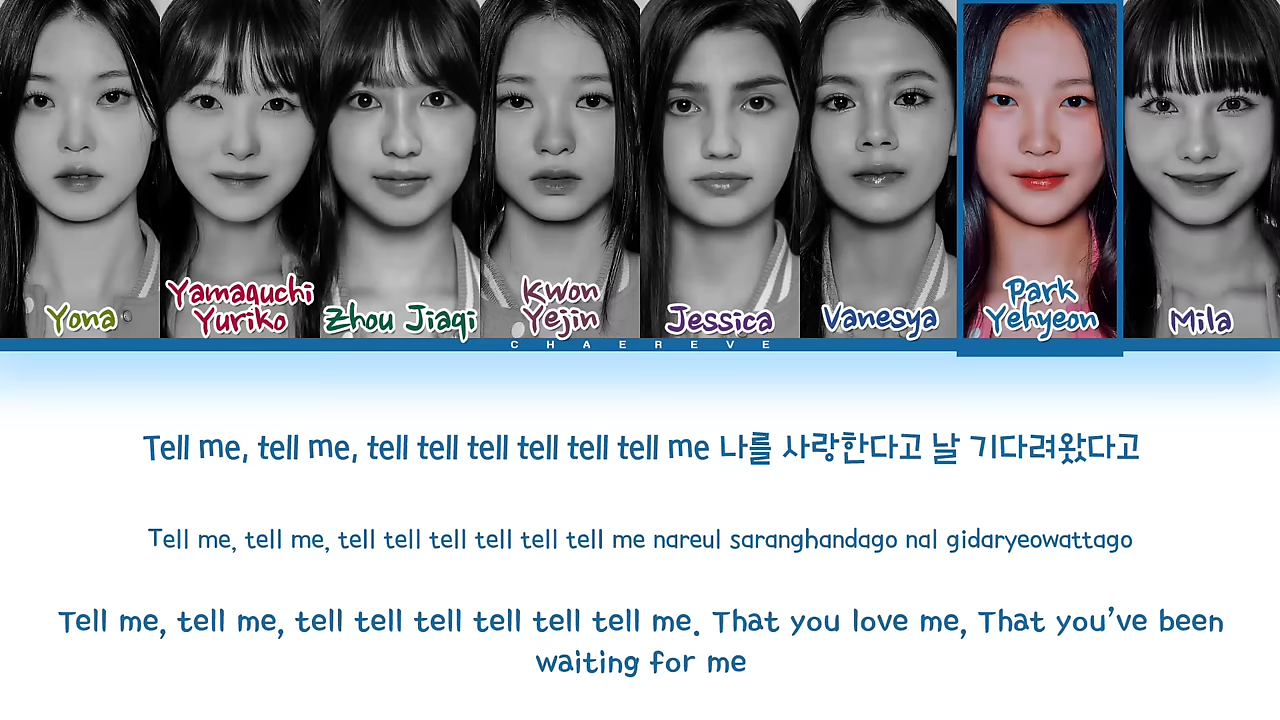 Yona
Yamaguchi
Yuriko
Zhou Jiaqi
Kwon
Yejin
Jessica
Vanesya
Park
Yehyeon
Mila
CHAEREVE
Tell me, tell me, tell tell tell tell tell tell me 나를 사랑한다고 날 기다려왔다고
Tell me, tell me, tell tell tell tell tell tell me nareul saranghandago nal gidaryeowattago
Tell me, tell me, tell tell tell tell tell tell me. That you love me, That you've been
waiting for me